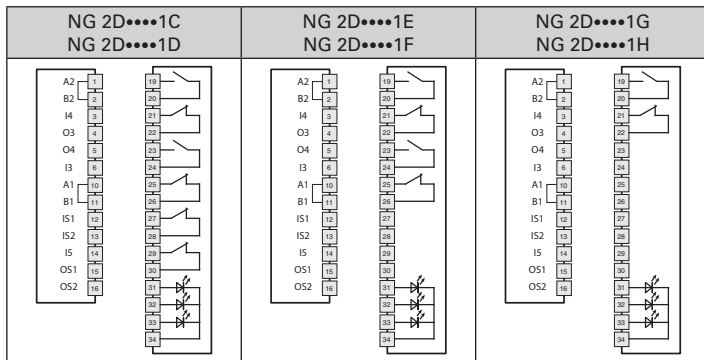 NG 2D••••1C
NG 2D••••1D
NG 2D••••1E
NG 2D••••1F
NG 2D••••1G
NG 2D••••1H
A2 1 19
B2 2 20
I4 3 21
O3 4 22
O4 5 23
I3 6 24
A1 10 25
B1 11 26
IS1 12 27
IS2 13 28
I5 14 29
OS1 15 30
OS2 16 31
32
33
34
A2 1 19
B2 2 20
I4 3 21
O3 4 22
O4 5 23
I3 6 24
A1 10 25
B1 11 26
IS1 12 27
IS2 13 28
I5 14 29
OS1 15 30
OS2 16 31
32
33
34
A2 1 19
B2 2 20
I4 3 21
O3 4 22
O4 5 23
I3 6 24
A1 10 25
B1 11 26
IS1 12 27
IS2 13 28
I5 14 29
OS1 15 30
OS2 16 31
32
33
34